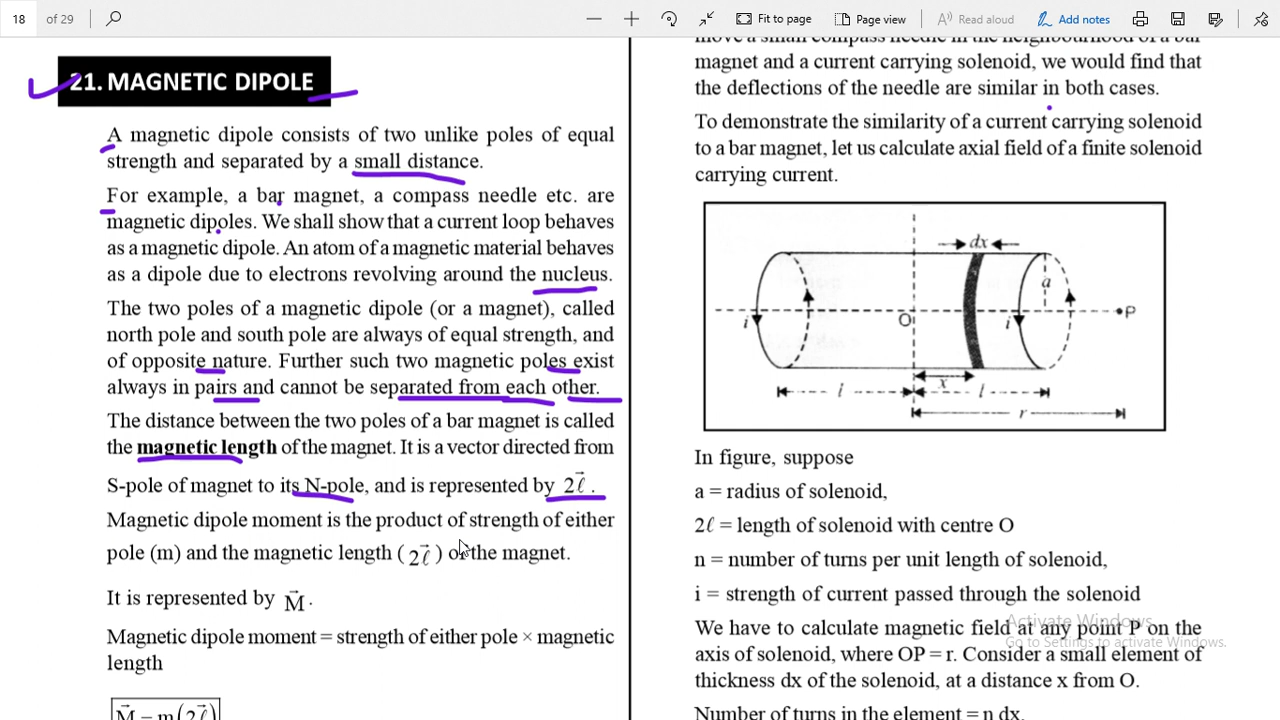 18 of 29 Fit to page Page view Read aloud Add notes
21. MAGNETIC DIPOLE
A magnetic dipole consists of two unlike poles of equal
strength and separated by a small distance.
For example, a bar magnet, a compass needle etc. are
magnetic dipoles. We shall show that a current loop behaves
as a magnetic dipole. An atom of a magnetic material behaves
as a dipole due to electrons revolving around the nucleus.
The two poles of a magnetic dipole (or a magnet), called
north pole and south pole are always of equal strength, and
of opposite nature. Further such two magnetic poles exist
always in pairs and cannot be separated from each other.
The distance between the two poles of a bar magnet is called
the magnetic length of the magnet. It is a vector directed from
S-pole of magnet to its N-pole, and is represented by 2ℓ⃗ .
Magnetic dipole moment is the product of strength of either
pole (m) and the magnetic length ( 2ℓ⃗ ) of the magnet.
It is represented by M⃗ .
Magnetic dipole moment = strength of either pole × magnetic
length
M⃗ = m(2ℓ⃗)
move a small compass needle in the neighbourhood of a bar
magnet and a current carrying solenoid, we would find that
the deflections of the needle are similar in both cases.
To demonstrate the similarity of a current carrying solenoid
to a bar magnet, let us calculate axial field of a finite solenoid
carrying current.
dx
a
i O i P
x
l l
r
In figure, suppose
a = radius of solenoid,
2ℓ = length of solenoid with centre O
n = number of turns per unit length of solenoid,
i = strength of current passed through the solenoid
We have to calculate magnetic field at any point P on the
axis of solenoid, where OP = r. Consider a small element of
thickness dx of the solenoid, at a distance x from O.
Number of turns in the element = n dx.
Activate Windows
Go to Settings to activate Windows.